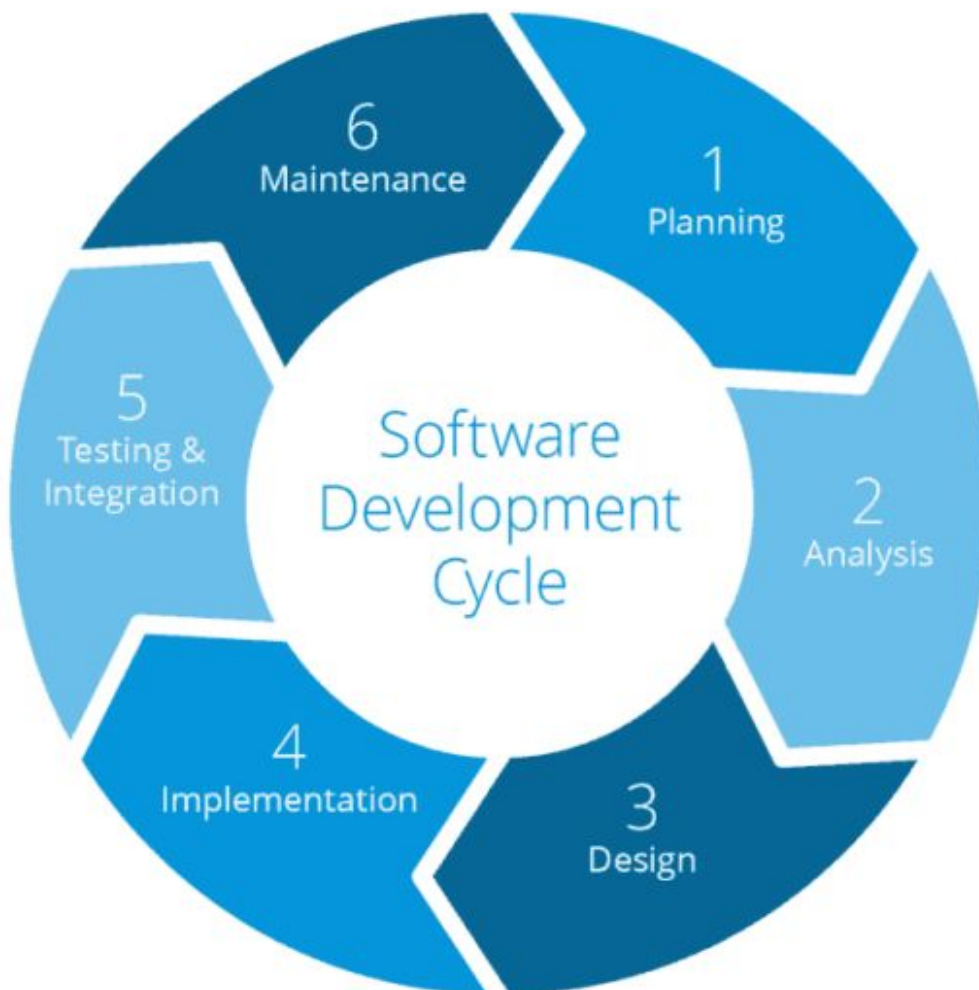 Software
Development
Cycle
1
Planning
2
Analysis
3
Design
4
Implementation
5
Testing &
Integration
6
Maintenance